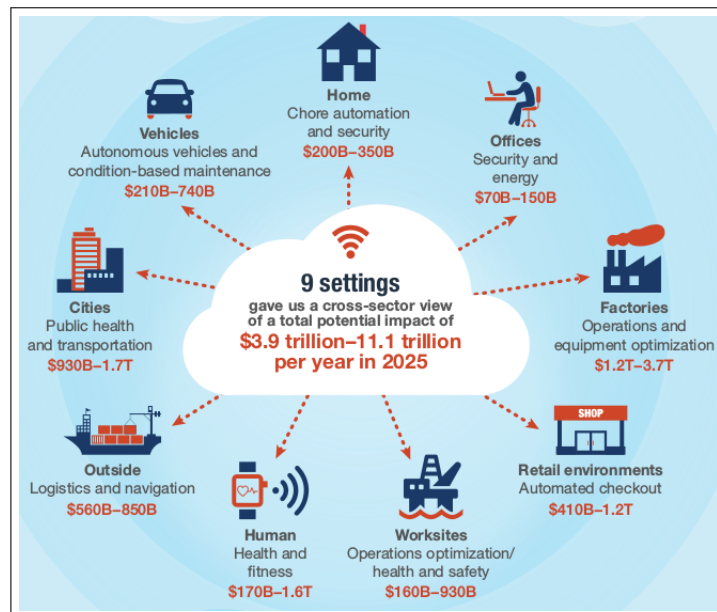 Home
Chore automation
and security
$200B–350B
Offices
Security and
energy
$70B–150B
Factories
Operations and
equipment optimization
$1.2T–3.7T
SHOP
Retail environments
Automated checkout
$410B–1.2T
Worksites
Operations optimization/
health and safety
$160B–930B
Human
Health and
fitness
$170B–1.6T
Outside
Logistics and navigation
$560B–850B
Cities
Public health
and transportation
$930B–1.7T
Vehicles
Autonomous vehicles and
condition-based maintenance
$210B–740B
9 settings
gave us a cross-sector view
of a total potential impact of
$3.9 trillion–11.1 trillion
per year in 2025